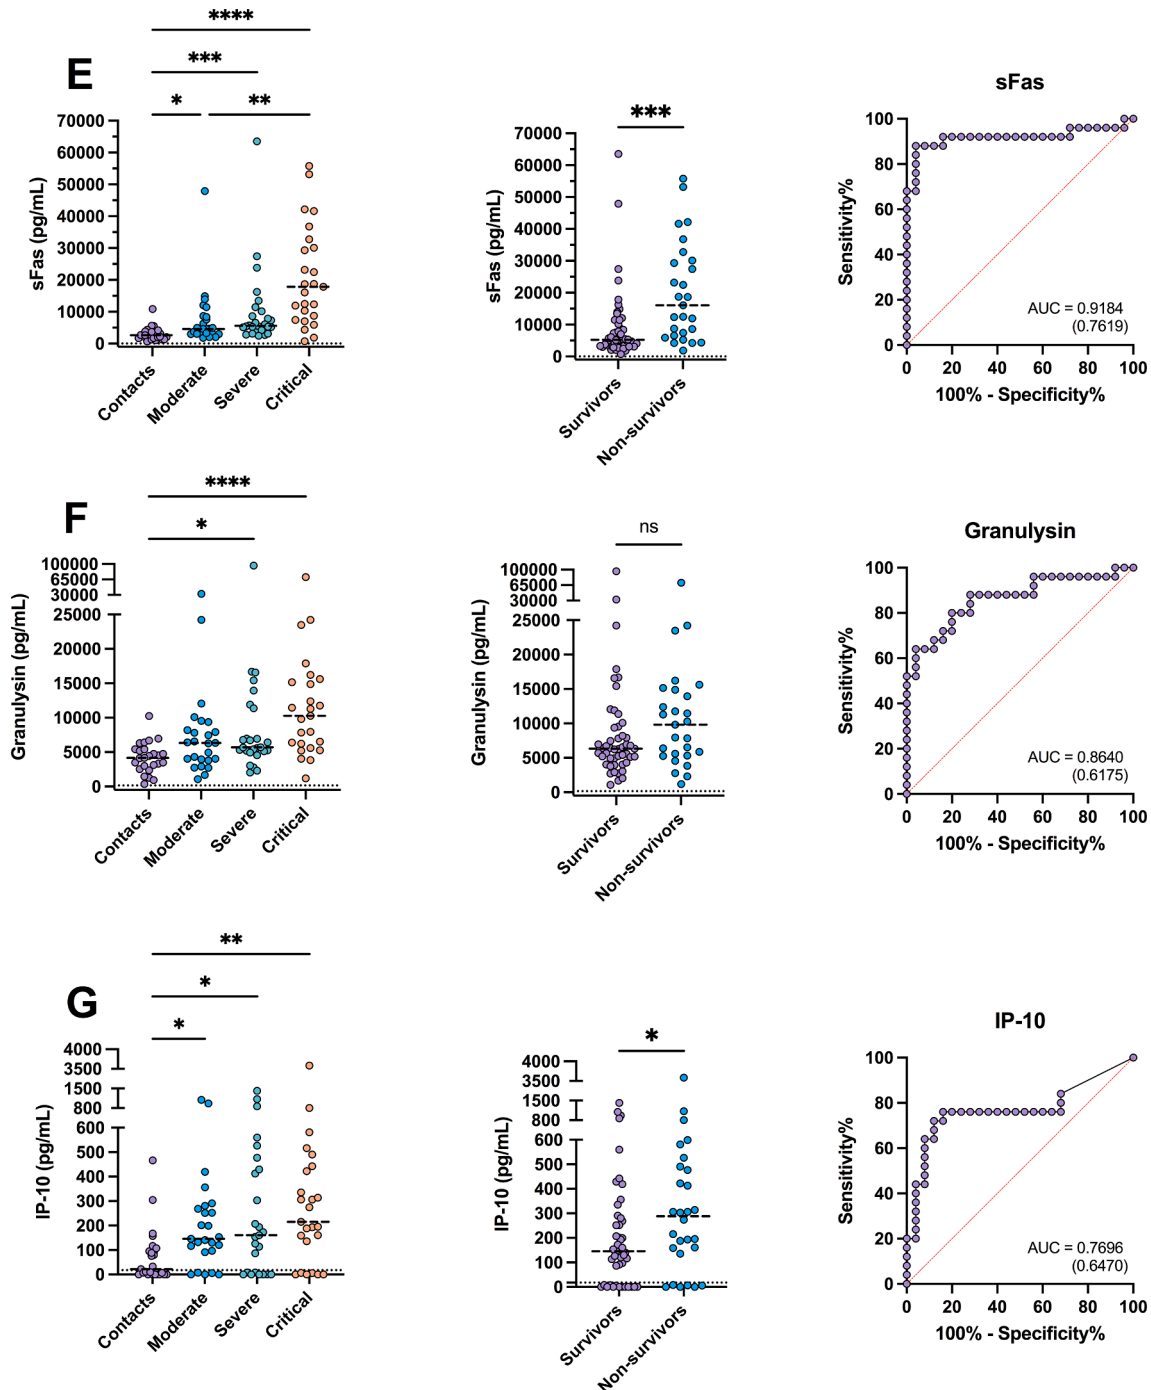 E
****
***
*
**
sFas (pg/mL)
70000
60000
50000
40000
30000
20000
10000
0
Contacts
Moderate
Severe
Critical
***
sFas (pg/mL)
70000
60000
50000
40000
30000
20000
10000
0
Survivors
Non-survivors
sFas
Sensitivity%
100
80
60
40
20
0
AUC = 0.9184
(0.7619)
0 20 40 60 80 100
100% - Specificity%
F
****
*
Granulysin (pg/mL)
100000
65000
30000
25000
20000
15000
10000
5000
0
Contacts
Moderate
Severe
Critical
ns
Granulysin (pg/mL)
100000
65000
30000
25000
20000
15000
10000
5000
0
Survivors
Non-survivors
Granulysin
Sensitivity%
100
80
60
40
20
0
AUC = 0.8640
(0.6175)
0 20 40 60 80 100
100% - Specificity%
G
**
*
*
IP-10 (pg/mL)
4000
3500
1500
800
600
500
400
300
200
100
0
Contacts
Moderate
Severe
Critical
*
IP-10 (pg/mL)
4000
3500
1500
800
600
500
400
300
200
100
0
Survivors
Non-survivors
IP-10
Sensitivity%
100
80
60
40
20
0
AUC = 0.7696
(0.6470)
0 20 40 60 80 100
100% - Specificity%